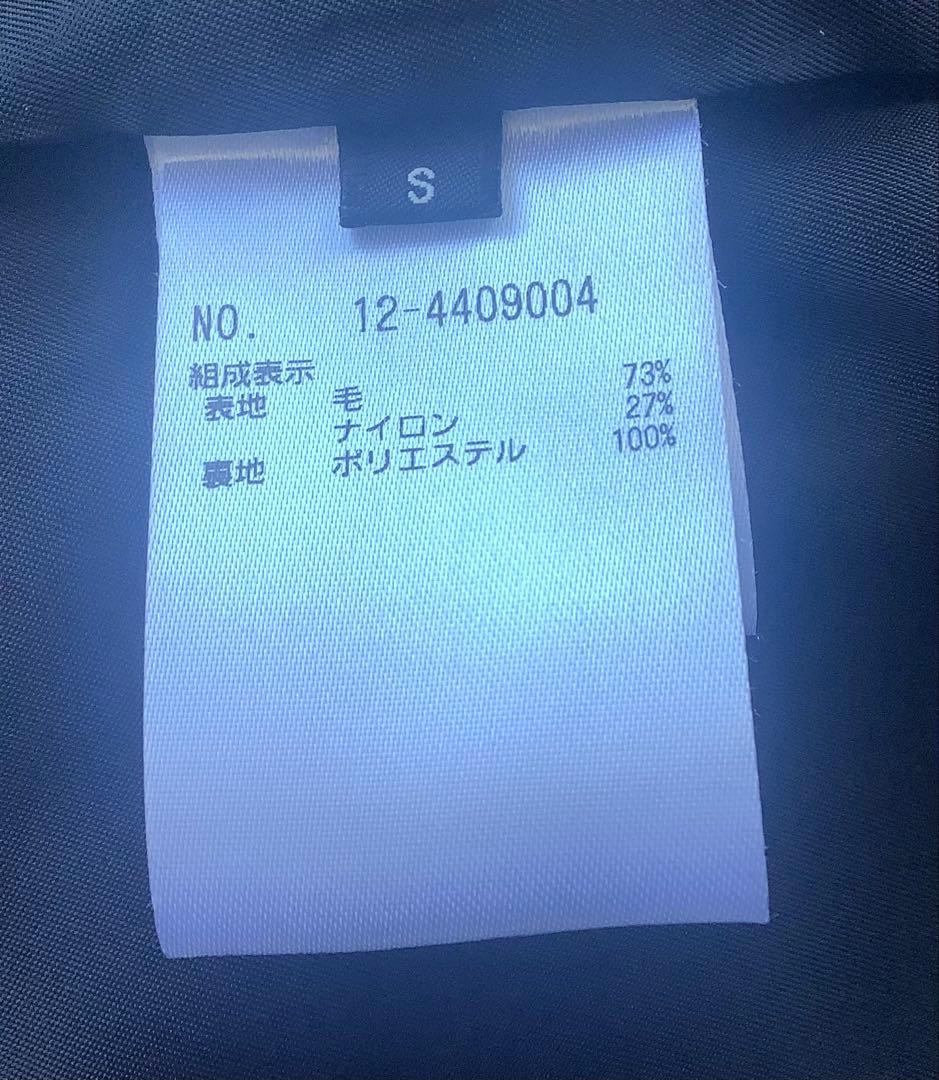 S
NO. 12-4409004
組成表示
表地 毛 73%
ナイロン 27%
裏地 ポリエステル 100%